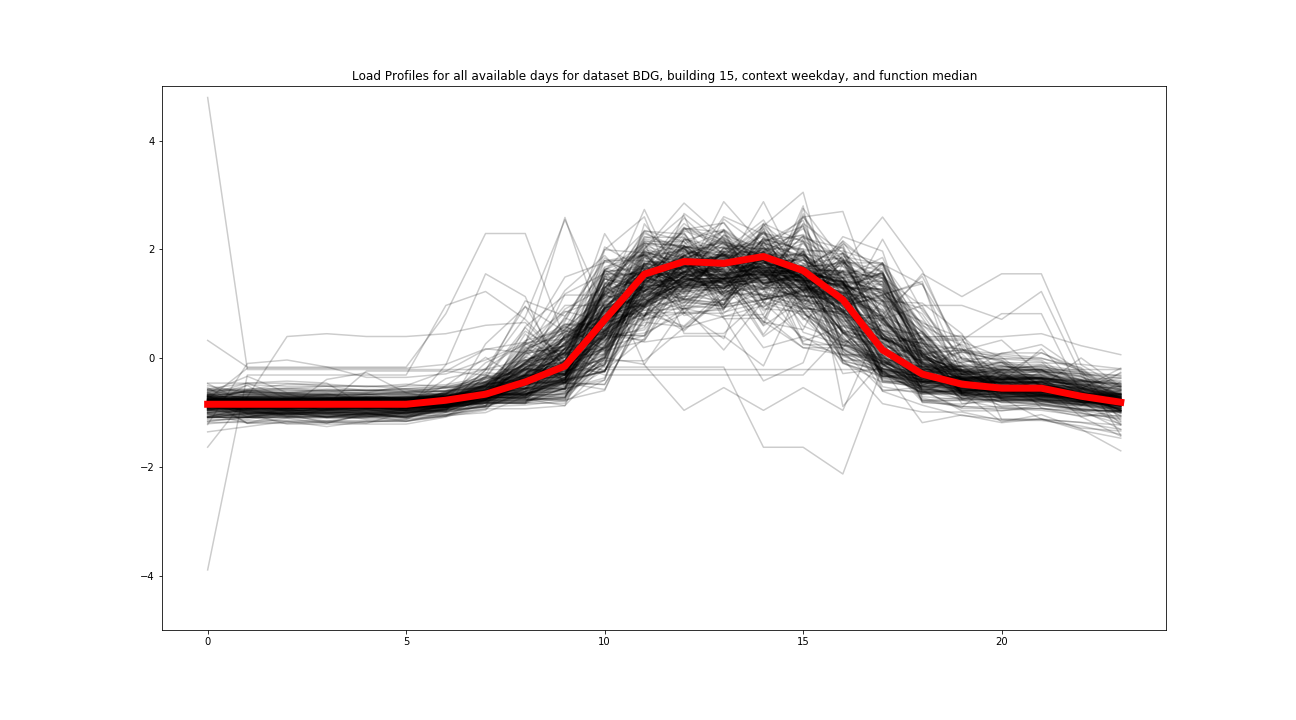 Load Profiles for all available days for dataset BDG, building 15, context weekday, and function median
4
2
0
−2
−4
0 5 10 15 20